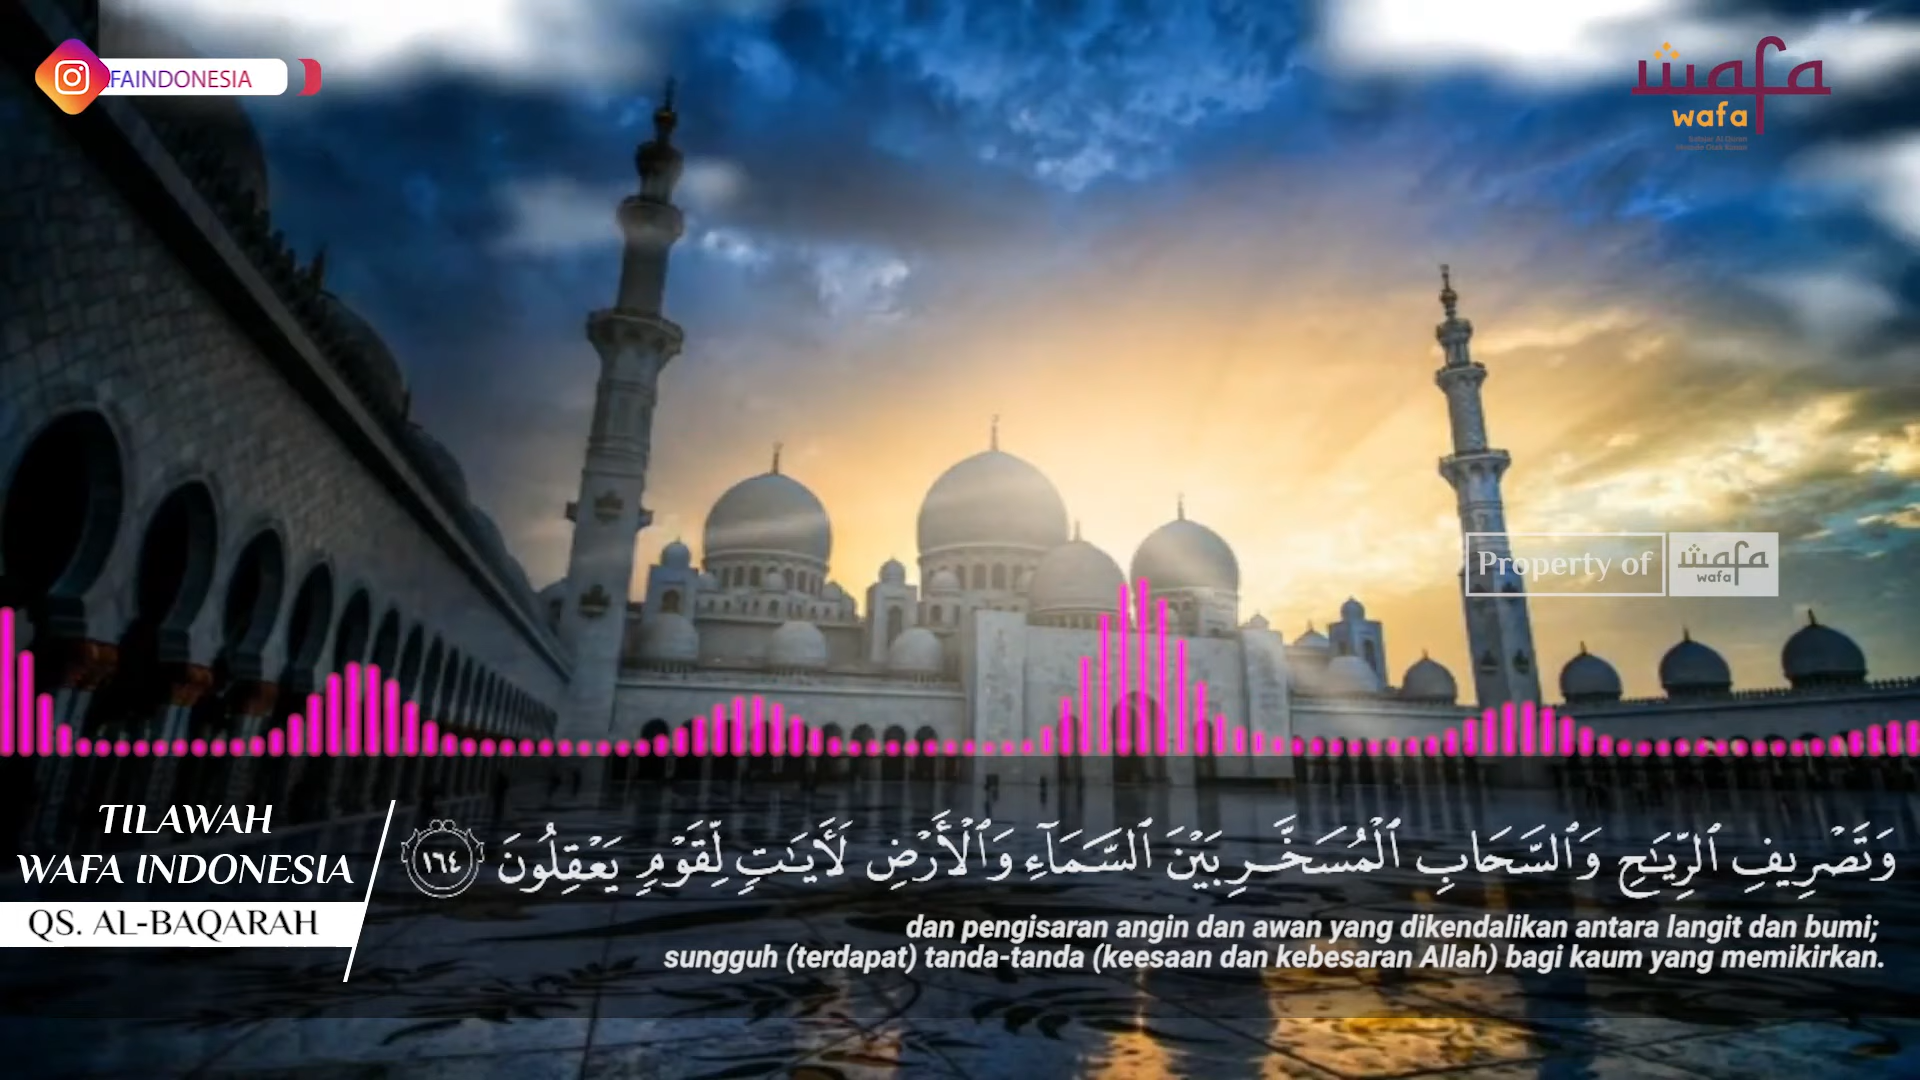 FAINDONESIA
wafa
wafa
Property of
wafa
wafa
TILAWAH
WAFA INDONESIA
QS. AL-BAQARAH
وَتَصْرِيفِ ٱلرِّيَـٰحِ وَٱلسَّحَابِ ٱلْمُسَخَّـرِ بَيْنَ ٱلسَّمَآءِ وَٱلْأَرْضِ لَأَيَـٰتٍ لِّقَوْمٍ يَعْقِلُونَ ١٦٤
dan pengisaran angin dan awan yang dikendalikan antara langit dan bumi;
sungguh (terdapat) tanda-tanda (keesaan dan kebesaran Allah) bagi kaum yang memikirkan.